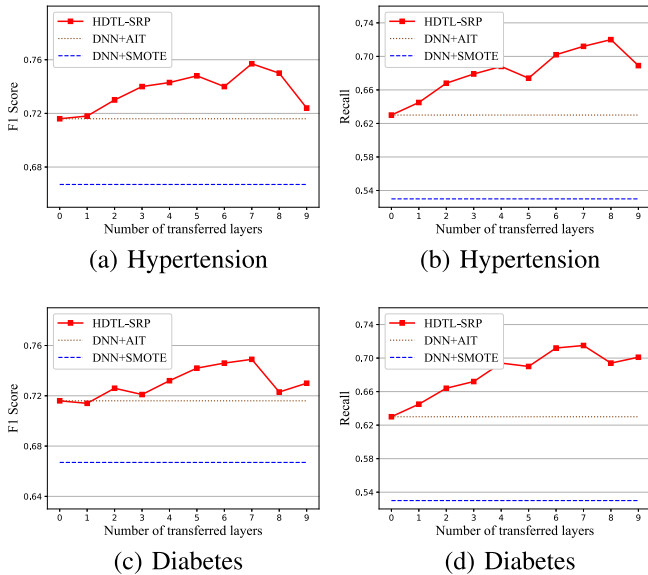 HDTL-SRP
DNN+AIT
DNN+SMOTE
0.76
0.72
0.68
F1 Score
0 1 2 3 4 5 6 7 8 9
Number of transferred layers
(a) Hypertension
HDTL-SRP
DNN+AIT
DNN+SMOTE
0.74
0.70
0.66
0.62
0.58
0.54
Recall
0 1 2 3 4 5 6 7 8 9
Number of transferred layers
(b) Hypertension
HDTL-SRP
DNN+AIT
DNN+SMOTE
0.76
0.72
0.68
0.64
F1 Score
0 1 2 3 4 5 6 7 8 9
Number of transferred layers
(c) Diabetes
HDTL-SRP
DNN+AIT
DNN+SMOTE
0.74
0.70
0.66
0.62
0.58
0.54
Recall
0 1 2 3 4 5 6 7 8 9
Number of transferred layers
(d) Diabetes